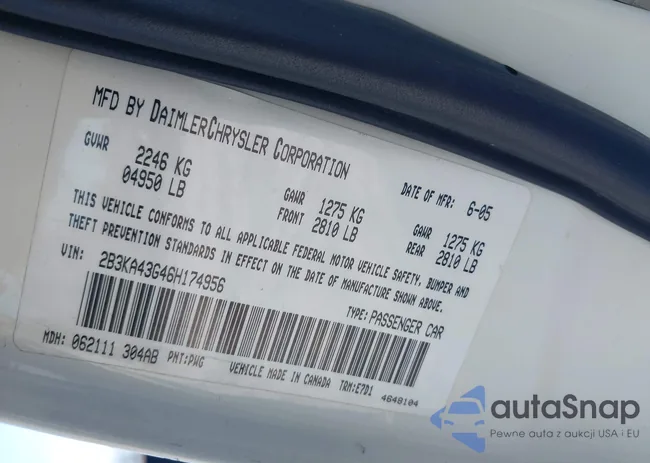 MFD BY DAIMLERCHRYSLER CORPORATION
DATE OF MFR: 6-05
GVWR 2246 KG
04950 LB
GAWR FRONT 1275 KG
2810 LB
GAWR REAR 1275 KG
2810 LB
THIS VEHICLE CONFORMS TO ALL APPLICABLE FEDERAL MOTOR VEHICLE SAFETY, BUMPER AND
THEFT PREVENTION STANDARDS IN EFFECT ON THE DATE OF MANUFACTURE SHOWN ABOVE.
VIN: 2B3KA43G46H174956
TYPE: PASSENGER CAR
MDH: 062111 304AB PNT:PWG VEHICLE MADE IN CANADA TRM:E7D1
4648104
autaSnap
Pewne auta z aukcji USA i EU